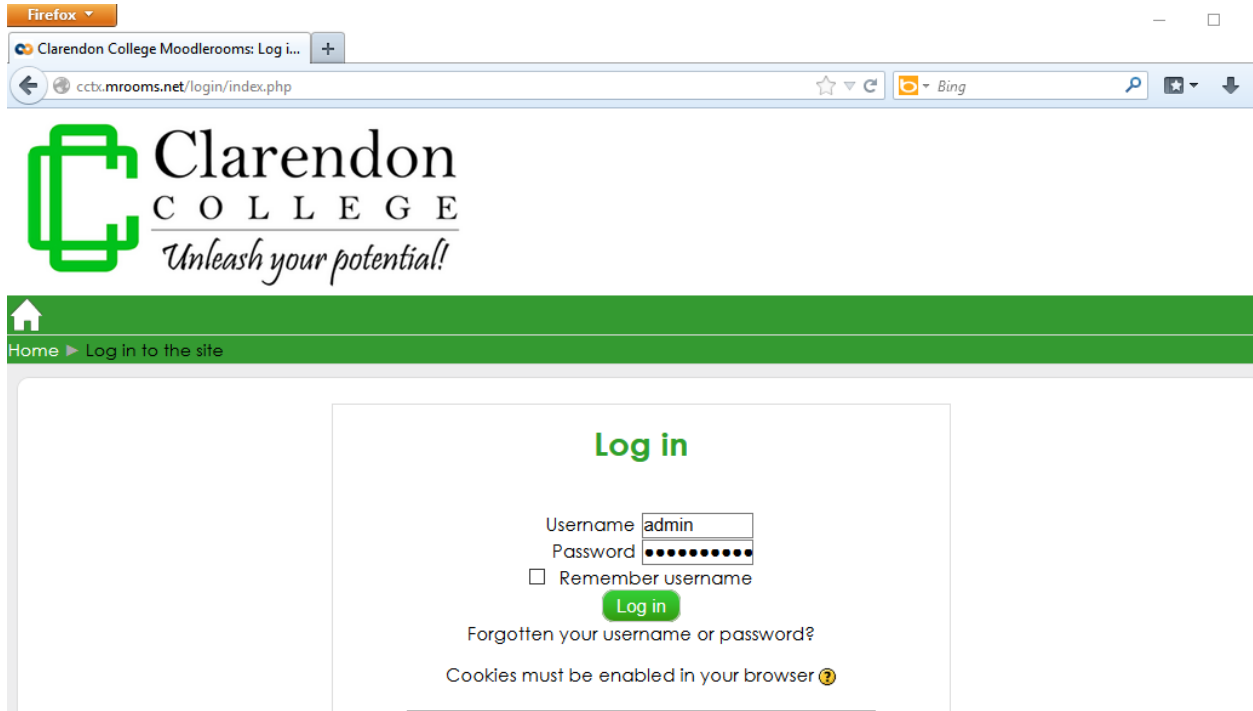 Firefox
Clarendon College Moodlerooms: Log i...
cctx.mrooms.net/login/index.php
Bing
Clarendon
COLLEGE
Unleash your potential!
Home ► Log in to the site
Log in
Username admin
Password ●●●●●●●●●●
Remember username
Log in
Forgotten your username or password?
Cookies must be enabled in your browser ?